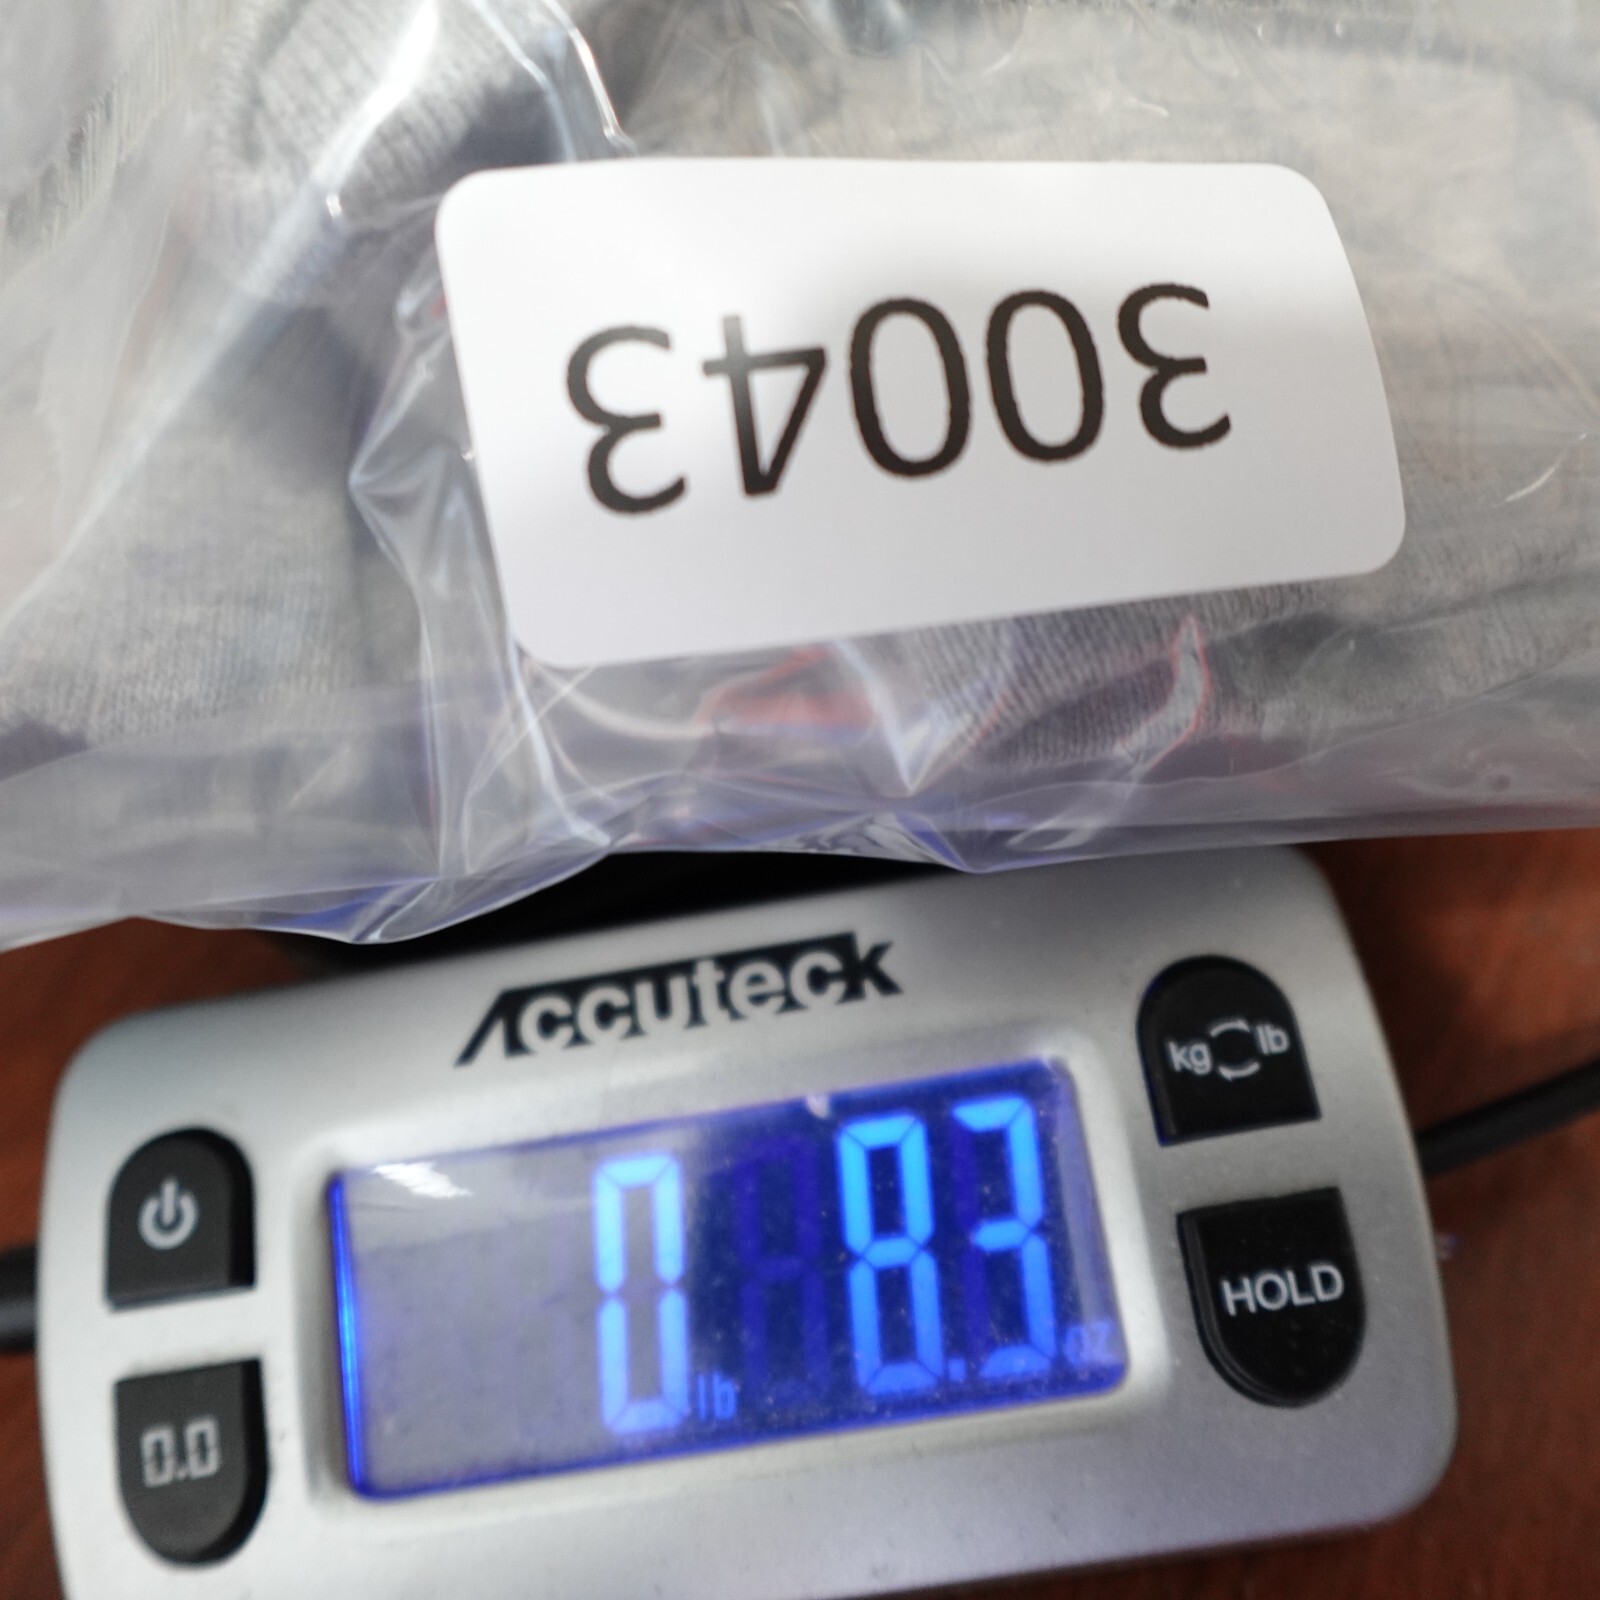 30043
Accuteck
kg lb
0 lb 8.3 oz
HOLD
0.0